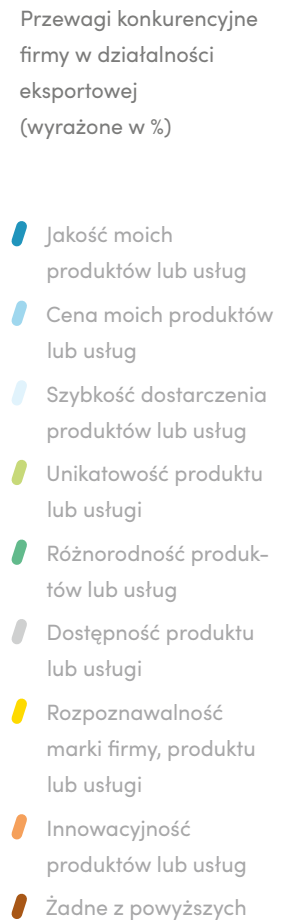 Przewagi konkurencyjne
firmy w działalności
eksportowej
(wyrażone w %)
Jakość moich
produktów lub usług
Cena moich produktów
lub usług
Szybkość dostarczenia
produktów lub usług
Unikatowość produktu
lub usługi
Różnorodność produk-
tów lub usług
Dostępność produktu
lub usługi
Rozpoznawalność
marki firmy, produktu
lub usługi
Innowacyjność
produktów lub usług
Żadne z powyższych